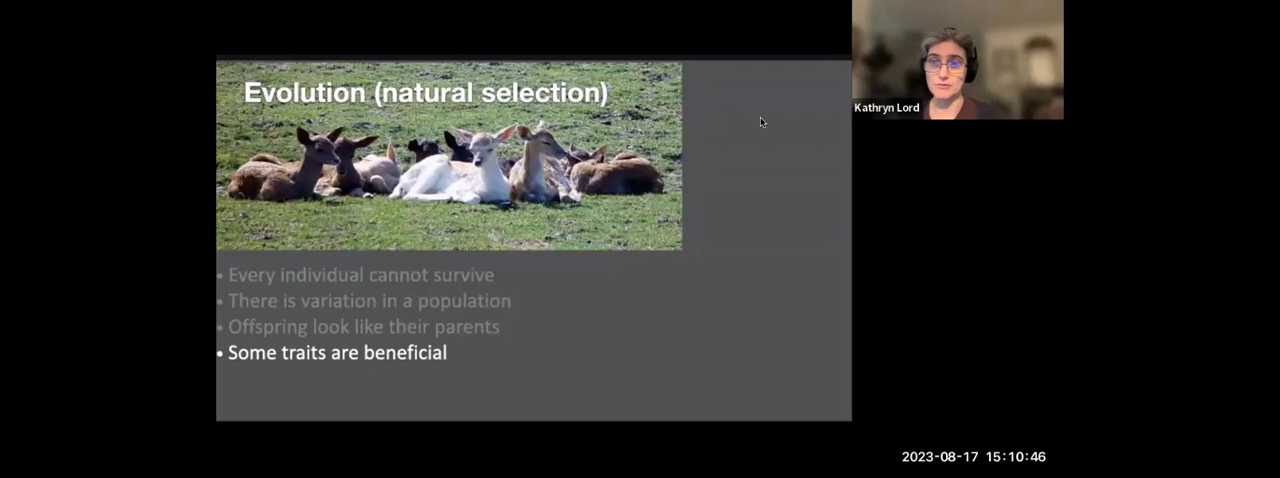 Evolution (natural selection)
Kathryn Lord
• Every individual cannot survive
• There is variation in a population
• Offspring look like their parents
• Some traits are beneficial
2023-08-17 15:10:46